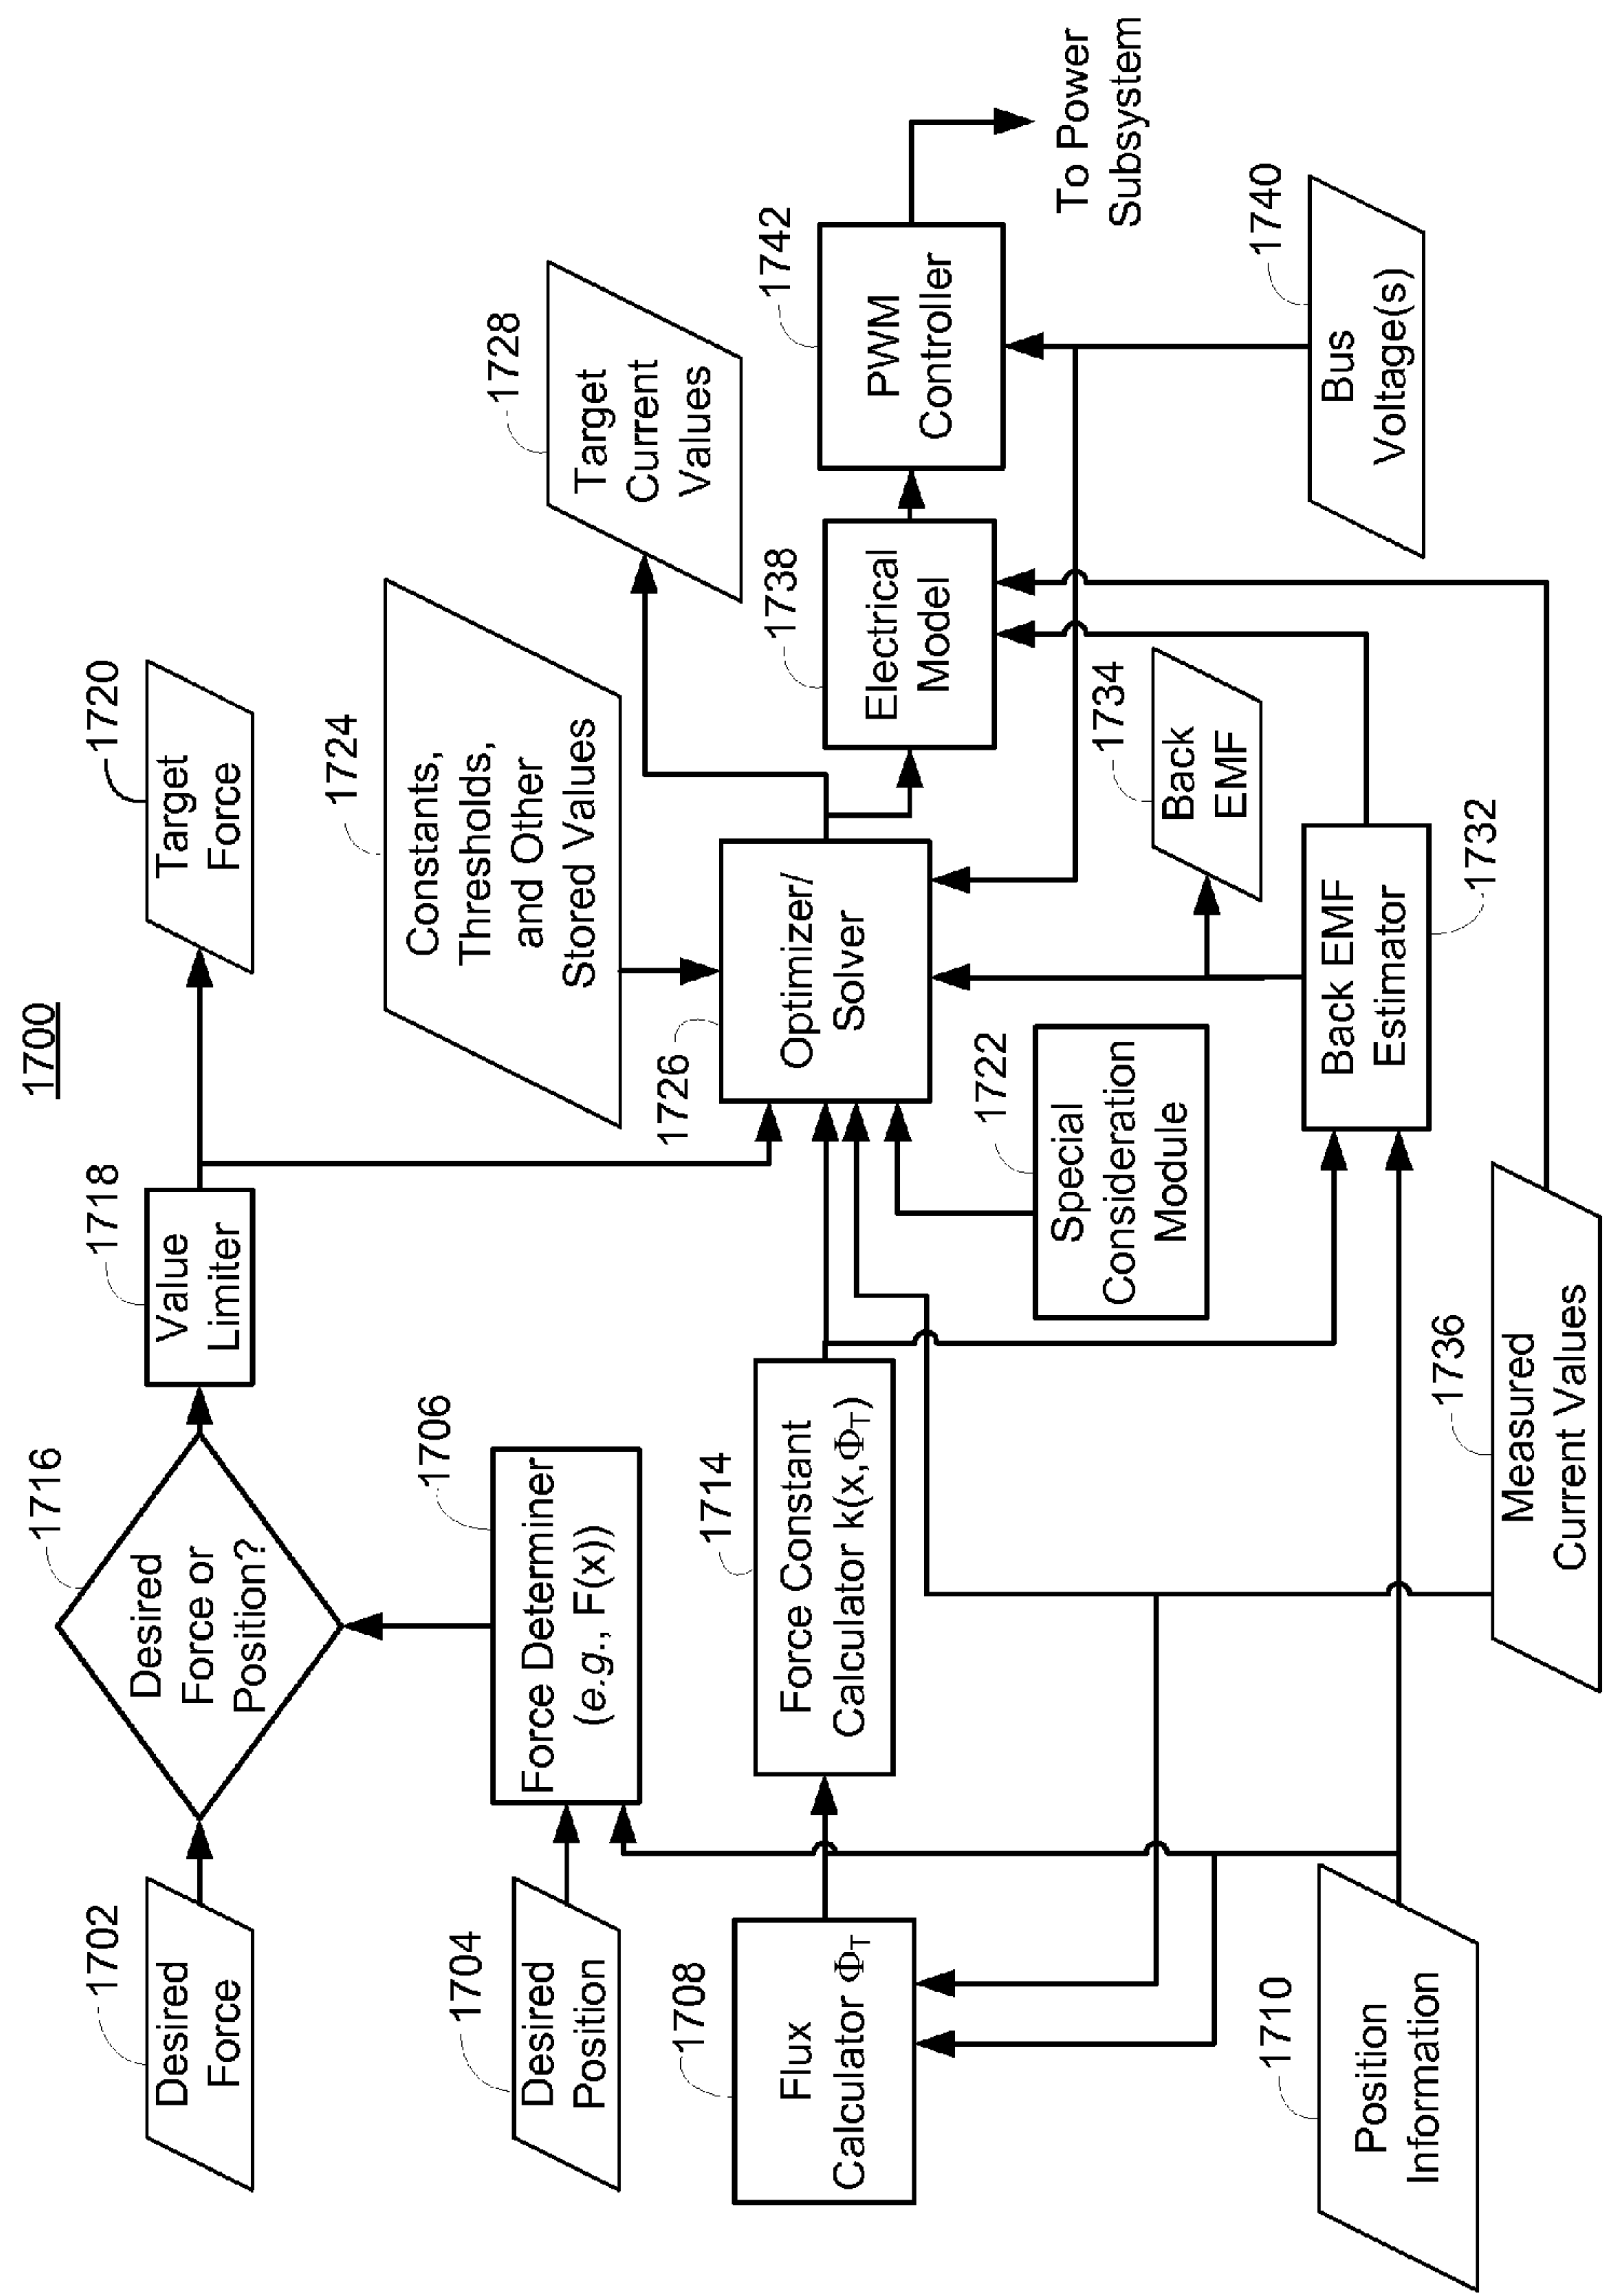 1700
1702
Desired
Force
1716
Desired
Force or
Position?
1718
Value
Limiter
1720
Target
Force
1704
Desired
Position
1706
Force Determiner
(e.g., F(x))
1724
Constants,
Thresholds,
and Other
Stored Values
1728
Target
Current
Values
1708
Flux
Calculator Φ_T
1714
Force Constant
Calculator k(x,Φ_T)
1726
Optimizer/
Solver
1738
Electrical
Model
1742
PWM
Controller
To Power
Subsystem
1722
Special
Consideration
Module
1734
Back
EMF
1740
Bus
Voltage(s)
1710
Position
Information
1732
Back EMF
Estimator
1736
Measured
Current Values